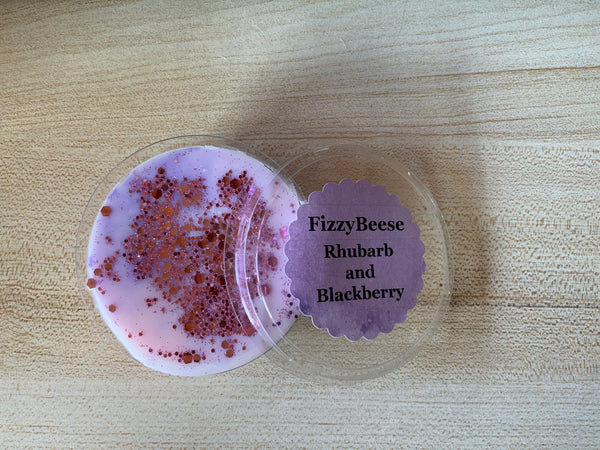 FizzyBeese
Rhubarb
and
Blackberry